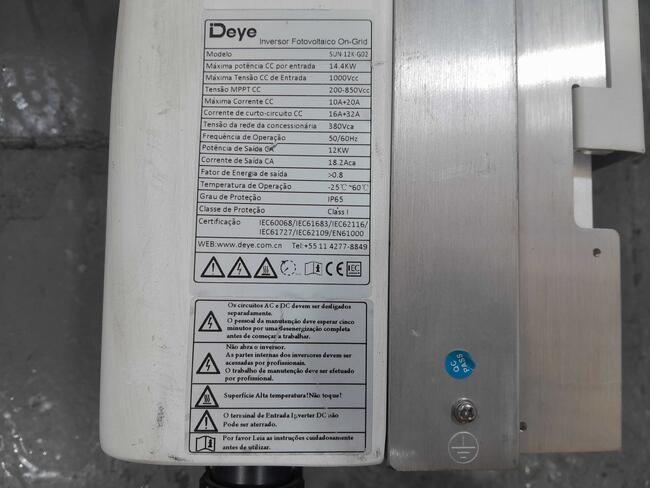 Deye
Inversor Fotovoltaico On-Grid
Modelo SUN-12K-G02
Máxima potência CC por entrada 14.4KW
Máxima Tensão CC de Entrada 1000Vcc
Tensão MPPT CC 200-850Vcc
Máxima Corrente CC 10A+20A
Corrente de curto-circuito CC 16A+32A
Tensão da rede da concessionária 380Vca
Frequência de Operação 50/60Hz
Potência de Saída CA 12KW
Corrente de Saída CA 18.2Aca
Fator de Energia de saída >0.8
Temperatura de Operação -25℃ ~60℃
Grau de Proteção IP65
Classe de Proteção Class I
Certificação IEC60068/IEC61683/IEC62116/
IEC61727/IEC62109/EN61000
WEB:www.deye.com.cn Tel:+55 11 4277-8849
CE IEC
Os circuitos AC e DC devem ser desligados
separadamente.
O pessoal da manutenção deve esperar cinco
minutos por uma desenergização completa
antes de começar a trabalhar.
Não abra o inversor.
As partes internas dos inversores devem ser
acessadas por profissionais.
O trabalho de manutenção deve ser efetuado
por profissional.
Superfície Alta temperatura!Não toque!
O terminal de Entrada Inverter DC não
Pode ser aterrado.
Por favor Leia as instruções cuidadosamente
antes de utilizar.
QC
PASS